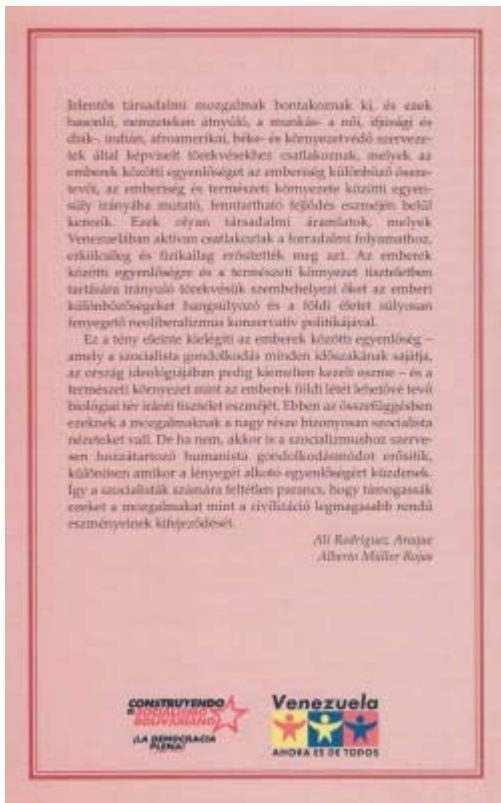 Jelentős társadalmi mozgalmak bontakoznak ki, és ezek
hasonló, nemzeteken átnyúló, a munkás- a női, ifjúsági és
diák-, indián, afroamerikai, béke- és környezetvédő szerveze-
tek által képviselt törekvésekhez csatlakoznak, melyek az
emberek közötti egyenlőséget az emberiség különböző össze-
tevői, az emberiség és természeti környezete közötti egyen-
súly irányába mutató, fenntartható fejlődés eszméjén belül
keresik. Ezek olyan társadalmi áramlatok, melyek
Venezuelában aktívan csatlakoztak a forradalmi folyamathoz,
erkölcsileg és fizikailag erősítették meg azt. Az emberek
közötti egyenlőségre és a természeti környezet tiszteletben
tartására irányuló törekvésük szembehelyezi őket az emberi
különbözőségeket hangsúlyozó és a földi életet súlyosan
fenyegető neoliberalizmus konzervatív politikájával.
Ez a tény eleinte kielégíti az emberek közötti egyenlőség –
amely a szocialista gondolkodás minden időszakának sajátja,
az ország ideológiájában pedig kiemelten kezelt eszme – és a
természeti környezet mint az emberek földi létét lehetővé tevő
biológiai tér iránti tisztelet eszméjét. Ebben az összefüggésben
ezeknek a mozgalmaknak a nagy része bizonyosan szocialista
nézeteket vall. De ha nem, akkor is a szocializmushoz szerve-
sen hozzátartozó humanista gondolkodásmódot erősítik,
különösen amikor a lényegét alkotó egyenlőségért küzdenek.
Így a szocialisták számára feltétlen parancs, hogy támogassák
ezeket a mozgalmakat mint a civilizáció legmagasabb rendű
eszményeinek kifejeződését.
Alí Rodríguez Araque
Alberto Müller Rojas
CONSTRUYENDO
el SOCIALISMO
BOLIVARIANO
¡LA DEMOCRACIA
PLENA!
Venezuela
AHORA ES DE TODOS